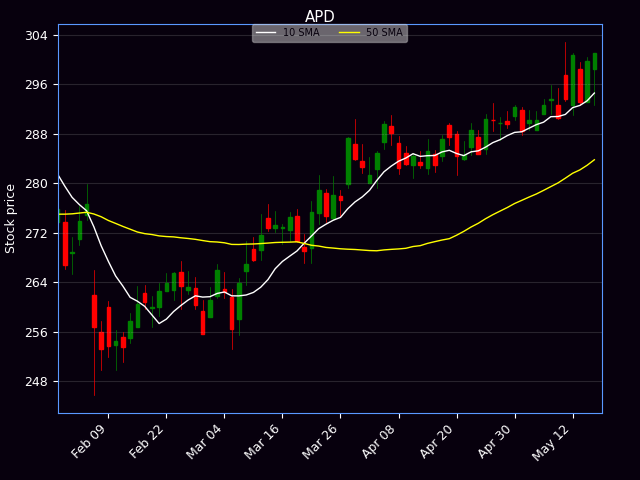 APD
10 SMA
50 SMA
Stock price
304
296
288
280
272
264
256
248
Feb 09
Feb 22
Mar 04
Mar 16
Mar 26
Apr 08
Apr 20
Apr 30
May 12